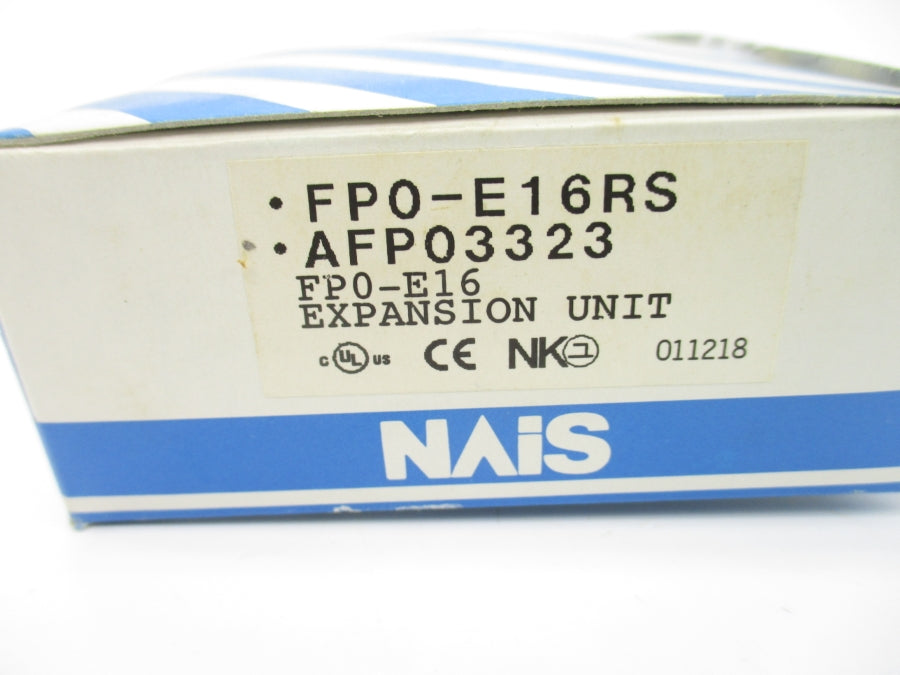 • FP0-E16RS
• AFP03323
FP0-E16
EXPANSION UNIT
C UL US CE NK 011218
NAiS